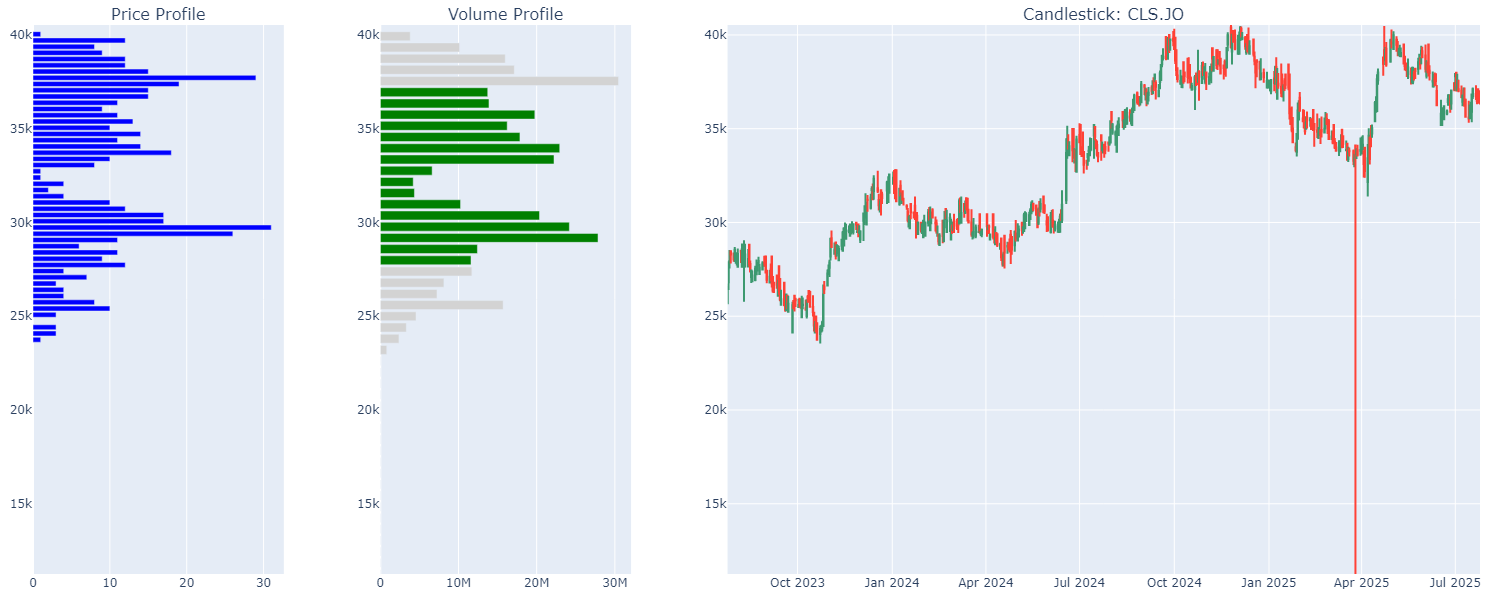 Price Profile
Volume Profile
Candlestick: CLS.JO
40k
35k
30k
25k
20k
15k
0
10
20
30
40k
35k
30k
25k
20k
15k
0
10M
20M
30M
40k
35k
30k
25k
20k
15k
Oct 2023
Jan 2024
Apr 2024
Jul 2024
Oct 2024
Jan 2025
Apr 2025
Jul 2025